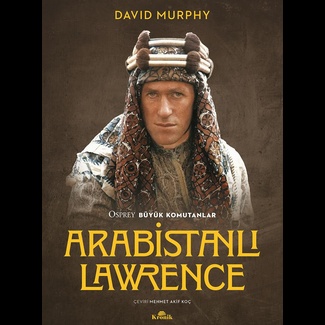 DAVID MURPHY
OSPREY BÜYÜK KOMUTANLAR
ARABİSTANLI
LAWRENCE
ÇEVİRİ MEHMET AKİF KOÇ
Kronik